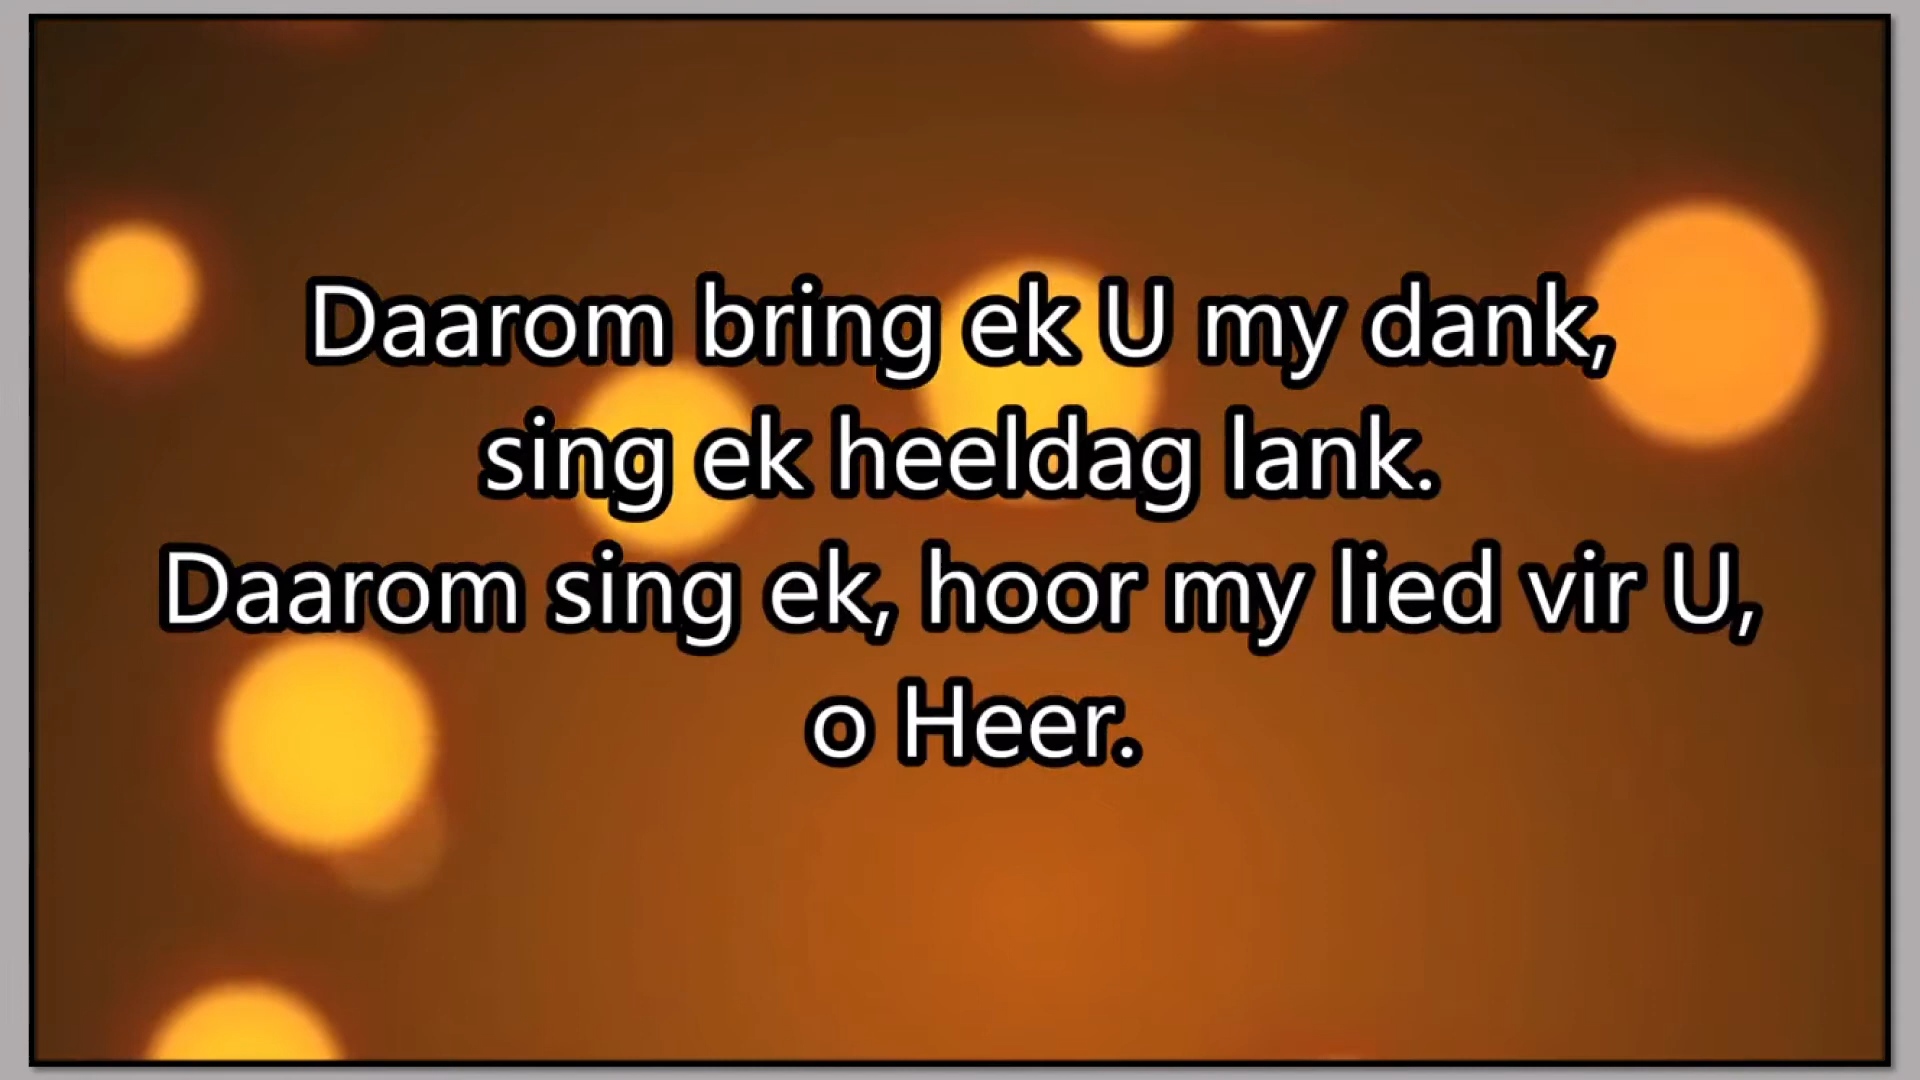 Daarom bring ek U my dank,
sing ek heeldag lank.
Daarom sing ek, hoor my lied vir U,
o Heer.